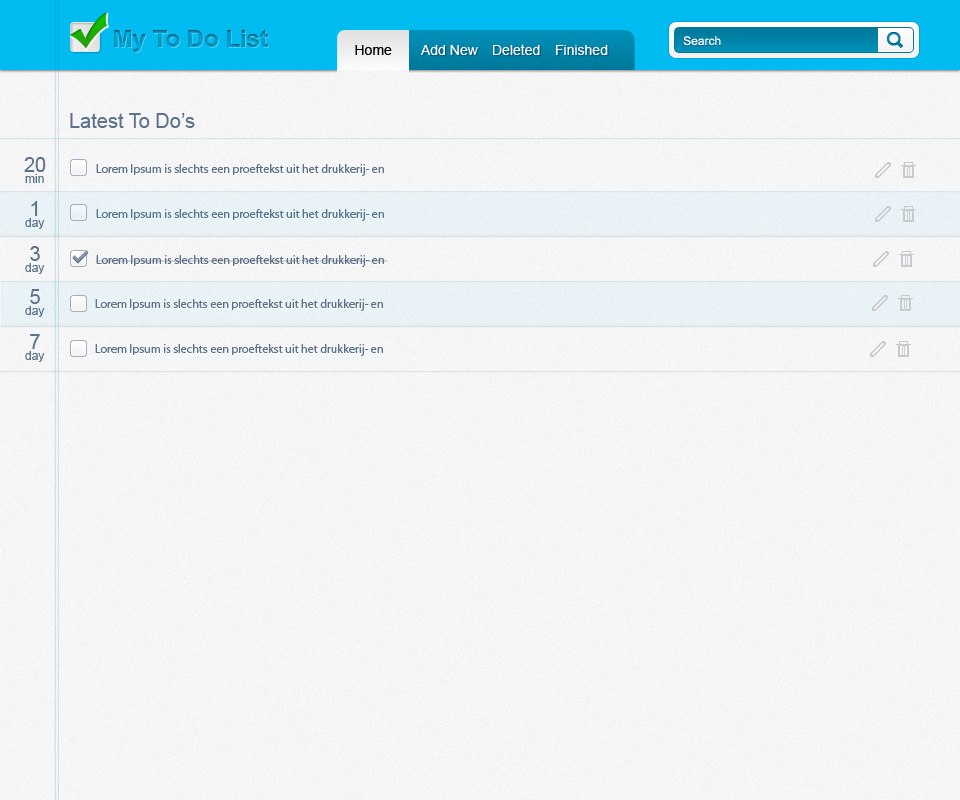 My To Do List
Home Add New Deleted Finished
Search
Latest To Do's
20 min Lorem Ipsum is slechts een proeftekst uit het drukkerij- en
1 day Lorem Ipsum is slechts een proeftekst uit het drukkerij- en
3 day Lorem Ipsum is slechts een proeftekst uit het drukkerij- en
5 day Lorem Ipsum is slechts een proeftekst uit het drukkerij- en
7 day Lorem Ipsum is slechts een proeftekst uit het drukkerij- en